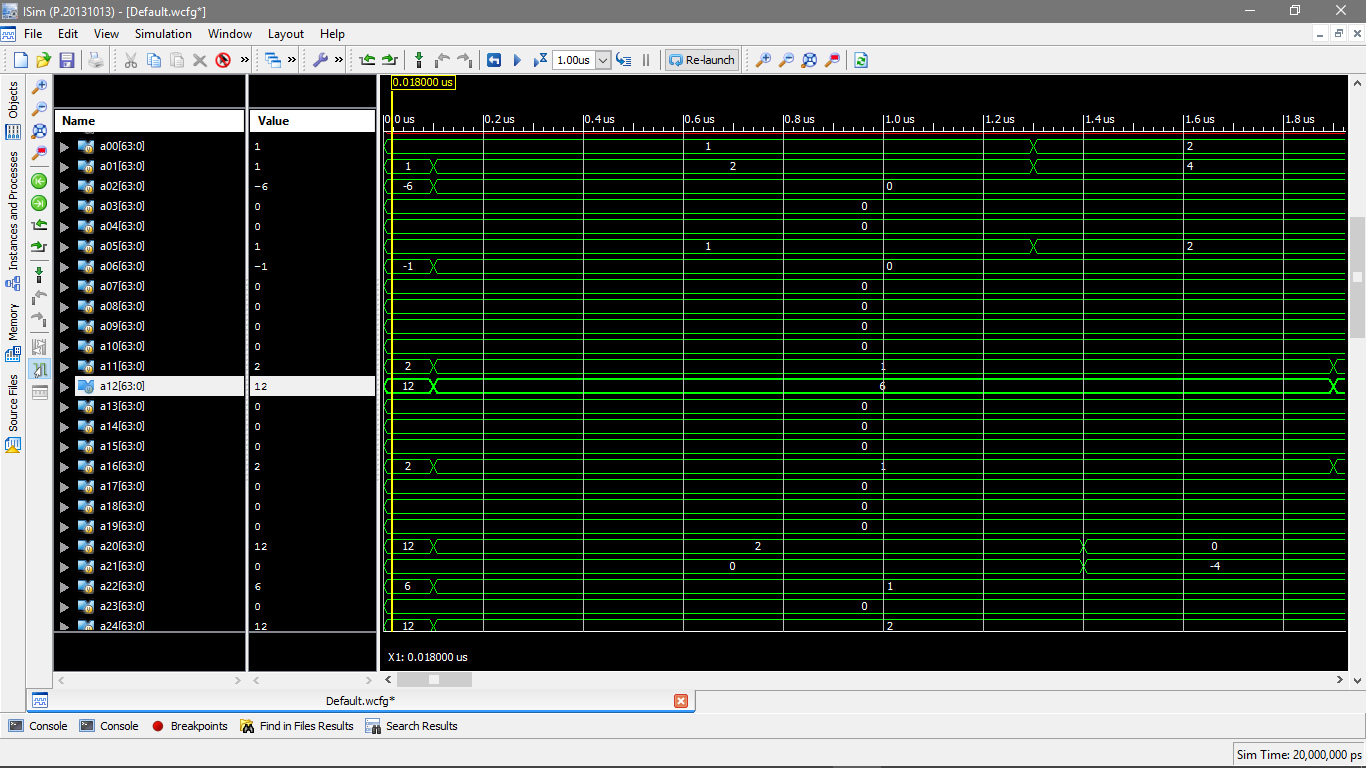 ISim (P.20131013) - [Default.wcfg*]
File Edit View Simulation Window Layout Help
1.00us Re-launch
0.018000 us
Name Value
0.0 us 0.2 us 0.4 us 0.6 us 0.8 us 1.0 us 1.2 us 1.4 us 1.6 us 1.8 us
a00[63:0] 1 1 2
a01[63:0] 1 1 2 4
a02[63:0] -6 -6 0
a03[63:0] 0 0
a04[63:0] 0 0
a05[63:0] 1 1 2
a06[63:0] -1 -1 0
a07[63:0] 0 0
a08[63:0] 0 0
a09[63:0] 0 0
a10[63:0] 0 0
a11[63:0] 2 2 1
a12[63:0] 12 12 6
a13[63:0] 0 0
a14[63:0] 0 0
a15[63:0] 0 0
a16[63:0] 2 2 1
a17[63:0] 0 0
a18[63:0] 0 0
a19[63:0] 0 0
a20[63:0] 12 12 2 0
a21[63:0] 0 0 -4
a22[63:0] 6 6 1
a23[63:0] 0 0
a24[63:0] 12 12 2
X1: 0.018000 us
Objects
Instances and Processes
Memory
Source Files
Default.wcfg*
Console Console Breakpoints Find in Files Results Search Results
Sim Time: 20,000,000 ps